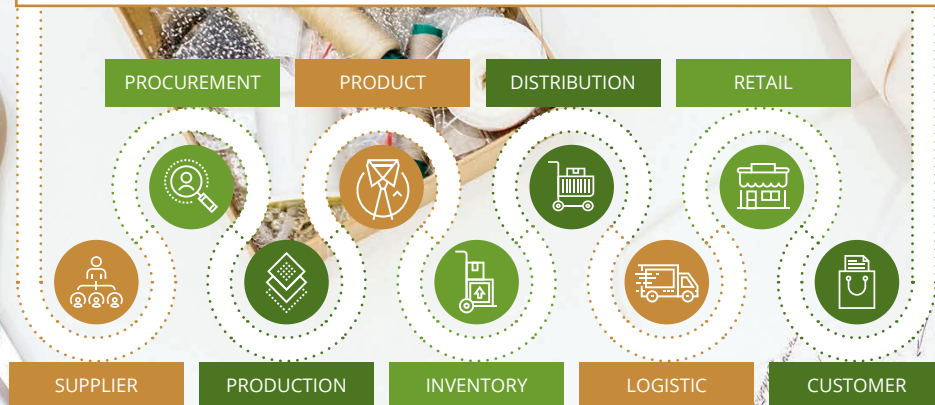 PROCUREMENT
PRODUCT
DISTRIBUTION
RETAIL
SUPPLIER
PRODUCTION
INVENTORY
LOGISTIC
CUSTOMER